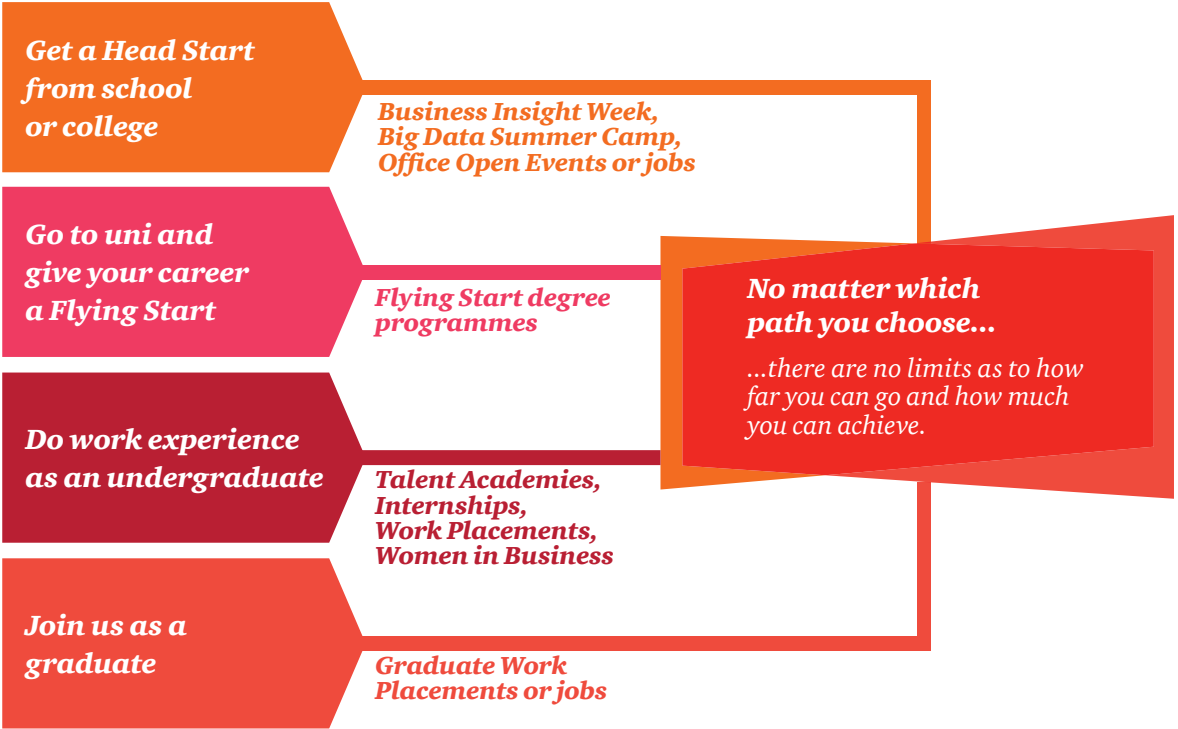 Get a Head Start
from school
or college
Business Insight Week,
Big Data Summer Camp,
Office Open Events or jobs
Go to uni and
give your career
a Flying Start
Flying Start degree
programmes
Do work experience
as an undergraduate
Talent Academies,
Internships,
Work Placements,
Women in Business
Join us as a
graduate
Graduate Work
Placements or jobs
No matter which
path you choose...
...there are no limits as to how
far you can go and how much
you can achieve.